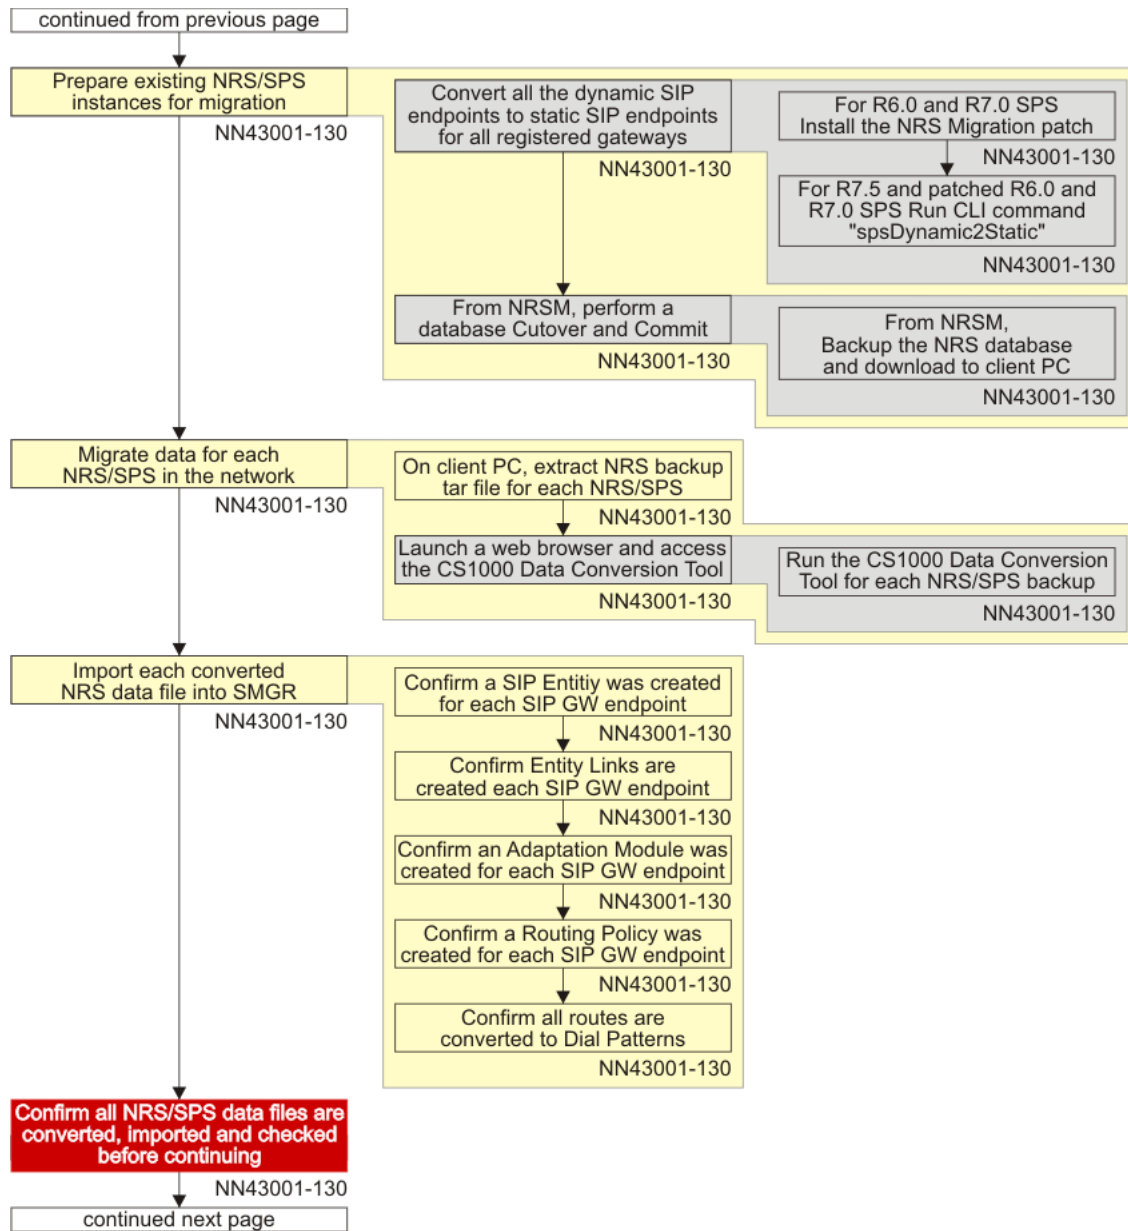 continued from previous page
Prepare existing NRS/SPS
instances for migration
NN43001-130
Convert all the dynamic SIP
endpoints to static SIP endpoints
for all registered gateways
NN43001-130
For R6.0 and R7.0 SPS
Install the NRS Migration patch
NN43001-130
For R7.5 and patched R6.0 and
R7.0 SPS Run CLI command
"spsDynamic2Static"
NN43001-130
From NRSM, perform a
database Cutover and Commit
NN43001-130
From NRSM,
Backup the NRS database
and download to client PC
NN43001-130
Migrate data for each
NRS/SPS in the network
NN43001-130
On client PC, extract NRS backup
tar file for each NRS/SPS
NN43001-130
Launch a web browser and access
the CS1000 Data Conversion Tool
NN43001-130
Run the CS1000 Data Conversion
Tool for each NRS/SPS backup
NN43001-130
Import each converted
NRS data file into SMGR
NN43001-130
Confirm a SIP Entitiy was created
for each SIP GW endpoint
NN43001-130
Confirm Entity Links are
created each SIP GW endpoint
NN43001-130
Confirm an Adaptation Module was
created for each SIP GW endpoint
NN43001-130
Confirm a Routing Policy was
created for each SIP GW endpoint
NN43001-130
Confirm all routes are
converted to Dial Patterns
NN43001-130
Confirm all NRS/SPS data files are
converted, imported and checked
before continuing
NN43001-130
continued next page